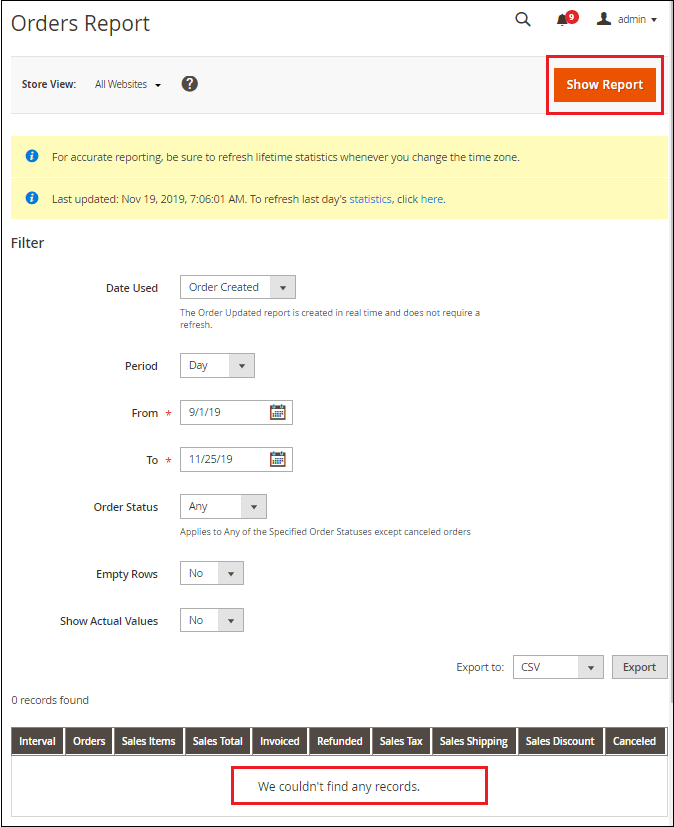 Orders Report
9
admin
Store View: All Websites ?
Show Report
For accurate reporting, be sure to refresh lifetime statistics whenever you change the time zone.
Last updated: Nov 19, 2019, 7:06:01 AM. To refresh last day's statistics, click here.
Filter
Date Used Order Created
The Order Updated report is created in real time and does not require a
refresh.
Period Day
From * 9/1/19
To * 11/25/19
Order Status Any
Applies to Any of the Specified Order Statuses except canceled orders
Empty Rows No
Show Actual Values No
Export to: CSV Export
0 records found
Interval Orders Sales Items Sales Total Invoiced Refunded Sales Tax Sales Shipping Sales Discount Canceled
We couldn't find any records.